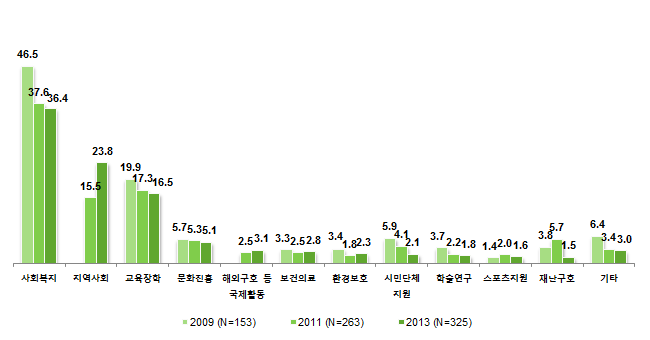 46.5 37.6 36.4
15.5 23.8
19.9 17.3 16.5
5.7 5.3 5.1
2.5 3.1
3.3 2.5 2.8
3.4 1.8 2.3
5.9 4.1 2.1
3.7 2.2 1.8
1.4 2.0 1.6
3.8 5.7 1.5
6.4 3.4 3.0
사회복지 지역사회 교육장학 문화진흥 해외구호 등 보건의료 환경보호 시민단체 학술연구 스포츠지원 재난구호 기타
국제활동 지원
2009 (N=153) 2011 (N=263) 2013 (N=325)